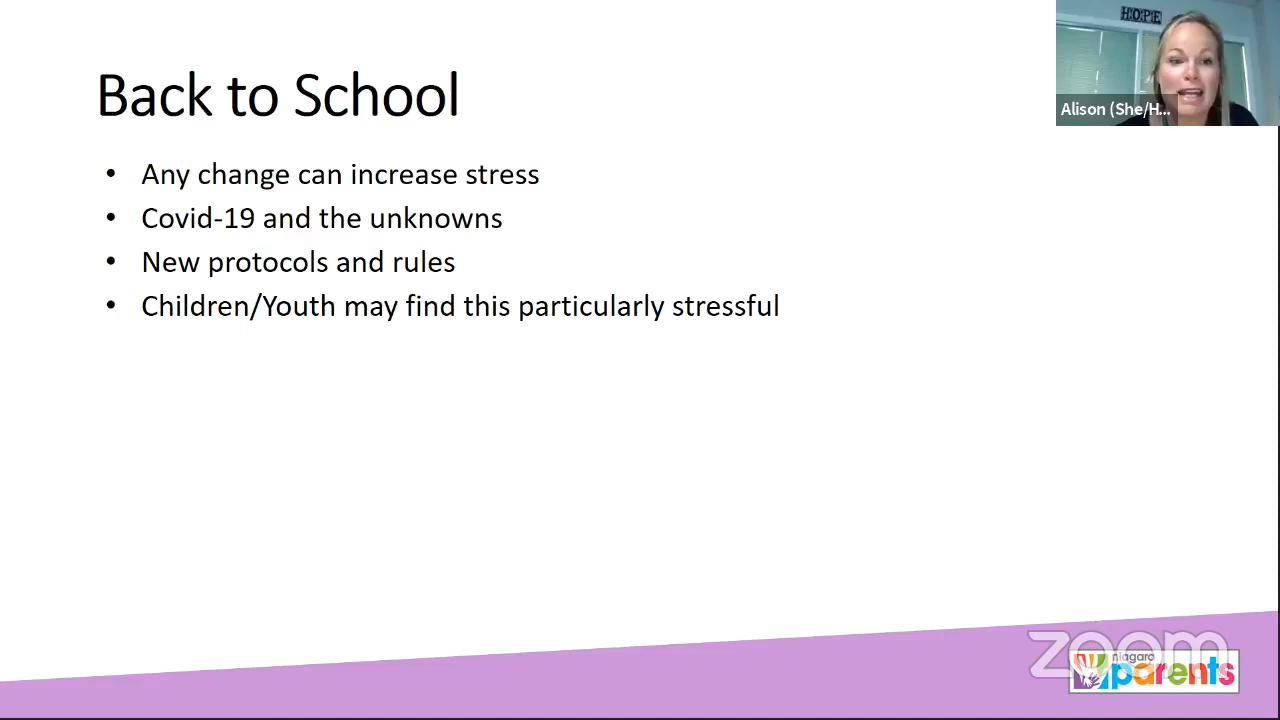 HOPE
Back to School
Alison (She/H...
• Any change can increase stress
• Covid-19 and the unknowns
• New protocols and rules
• Children/Youth may find this particularly stressful
zoom
niagara
parents